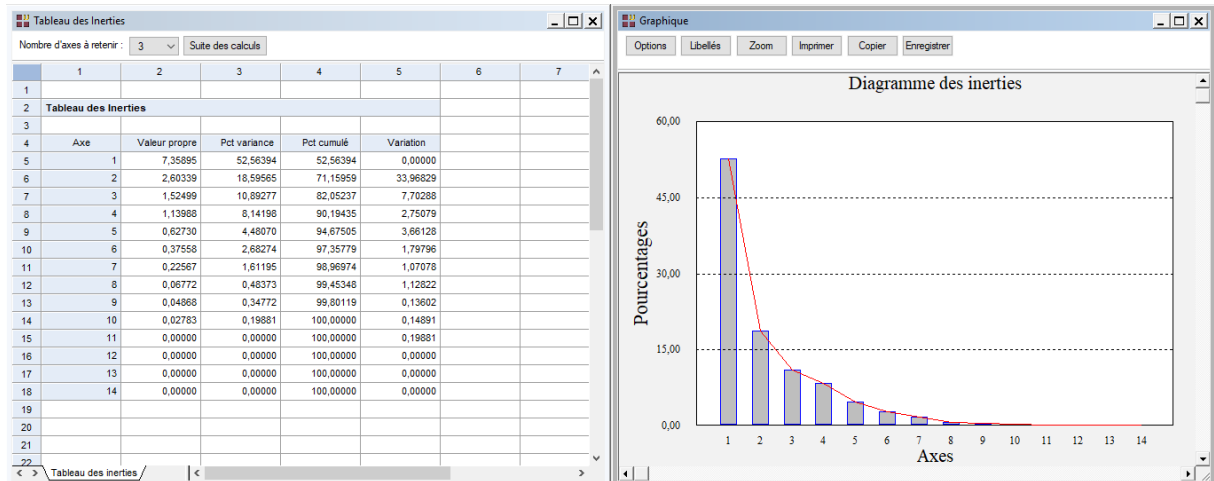 Tableau des Inerties
Nombre d'axes à retenir : 3 Suite des calculs
1 2 3 4 5 6 7
1
2 Tableau des Inerties
3
4 Axe Valeur propre Pct variance Pct cumulé Variation
5 1 7,35895 52,56394 52,56394 0,00000
6 2 2,60339 18,59565 71,15959 33,96829
7 3 1,52499 10,89277 82,05237 7,70288
8 4 1,13988 8,14198 90,19435 2,75079
9 5 0,62730 4,48070 94,67505 3,66128
10 6 0,37558 2,68274 97,35779 1,79796
11 7 0,22567 1,61195 98,96974 1,07078
12 8 0,06772 0,48373 99,45348 1,12822
13 9 0,04868 0,34772 99,80119 0,13602
14 10 0,02783 0,19881 100,00000 0,14891
15 11 0,00000 0,00000 100,00000 0,19881
16 12 0,00000 0,00000 100,00000 0,00000
17 13 0,00000 0,00000 100,00000 0,00000
18 14 0,00000 0,00000 100,00000 0,00000
19
20
21
22
Tableau des inerties
Graphique
Options Libellés Zoom Imprimer Copier Enregistrer
Diagramme des inerties
60,00
45,00
30,00
15,00
0,00
Pourcentages
1 2 3 4 5 6 7 8 9 10 11 12 13 14
Axes